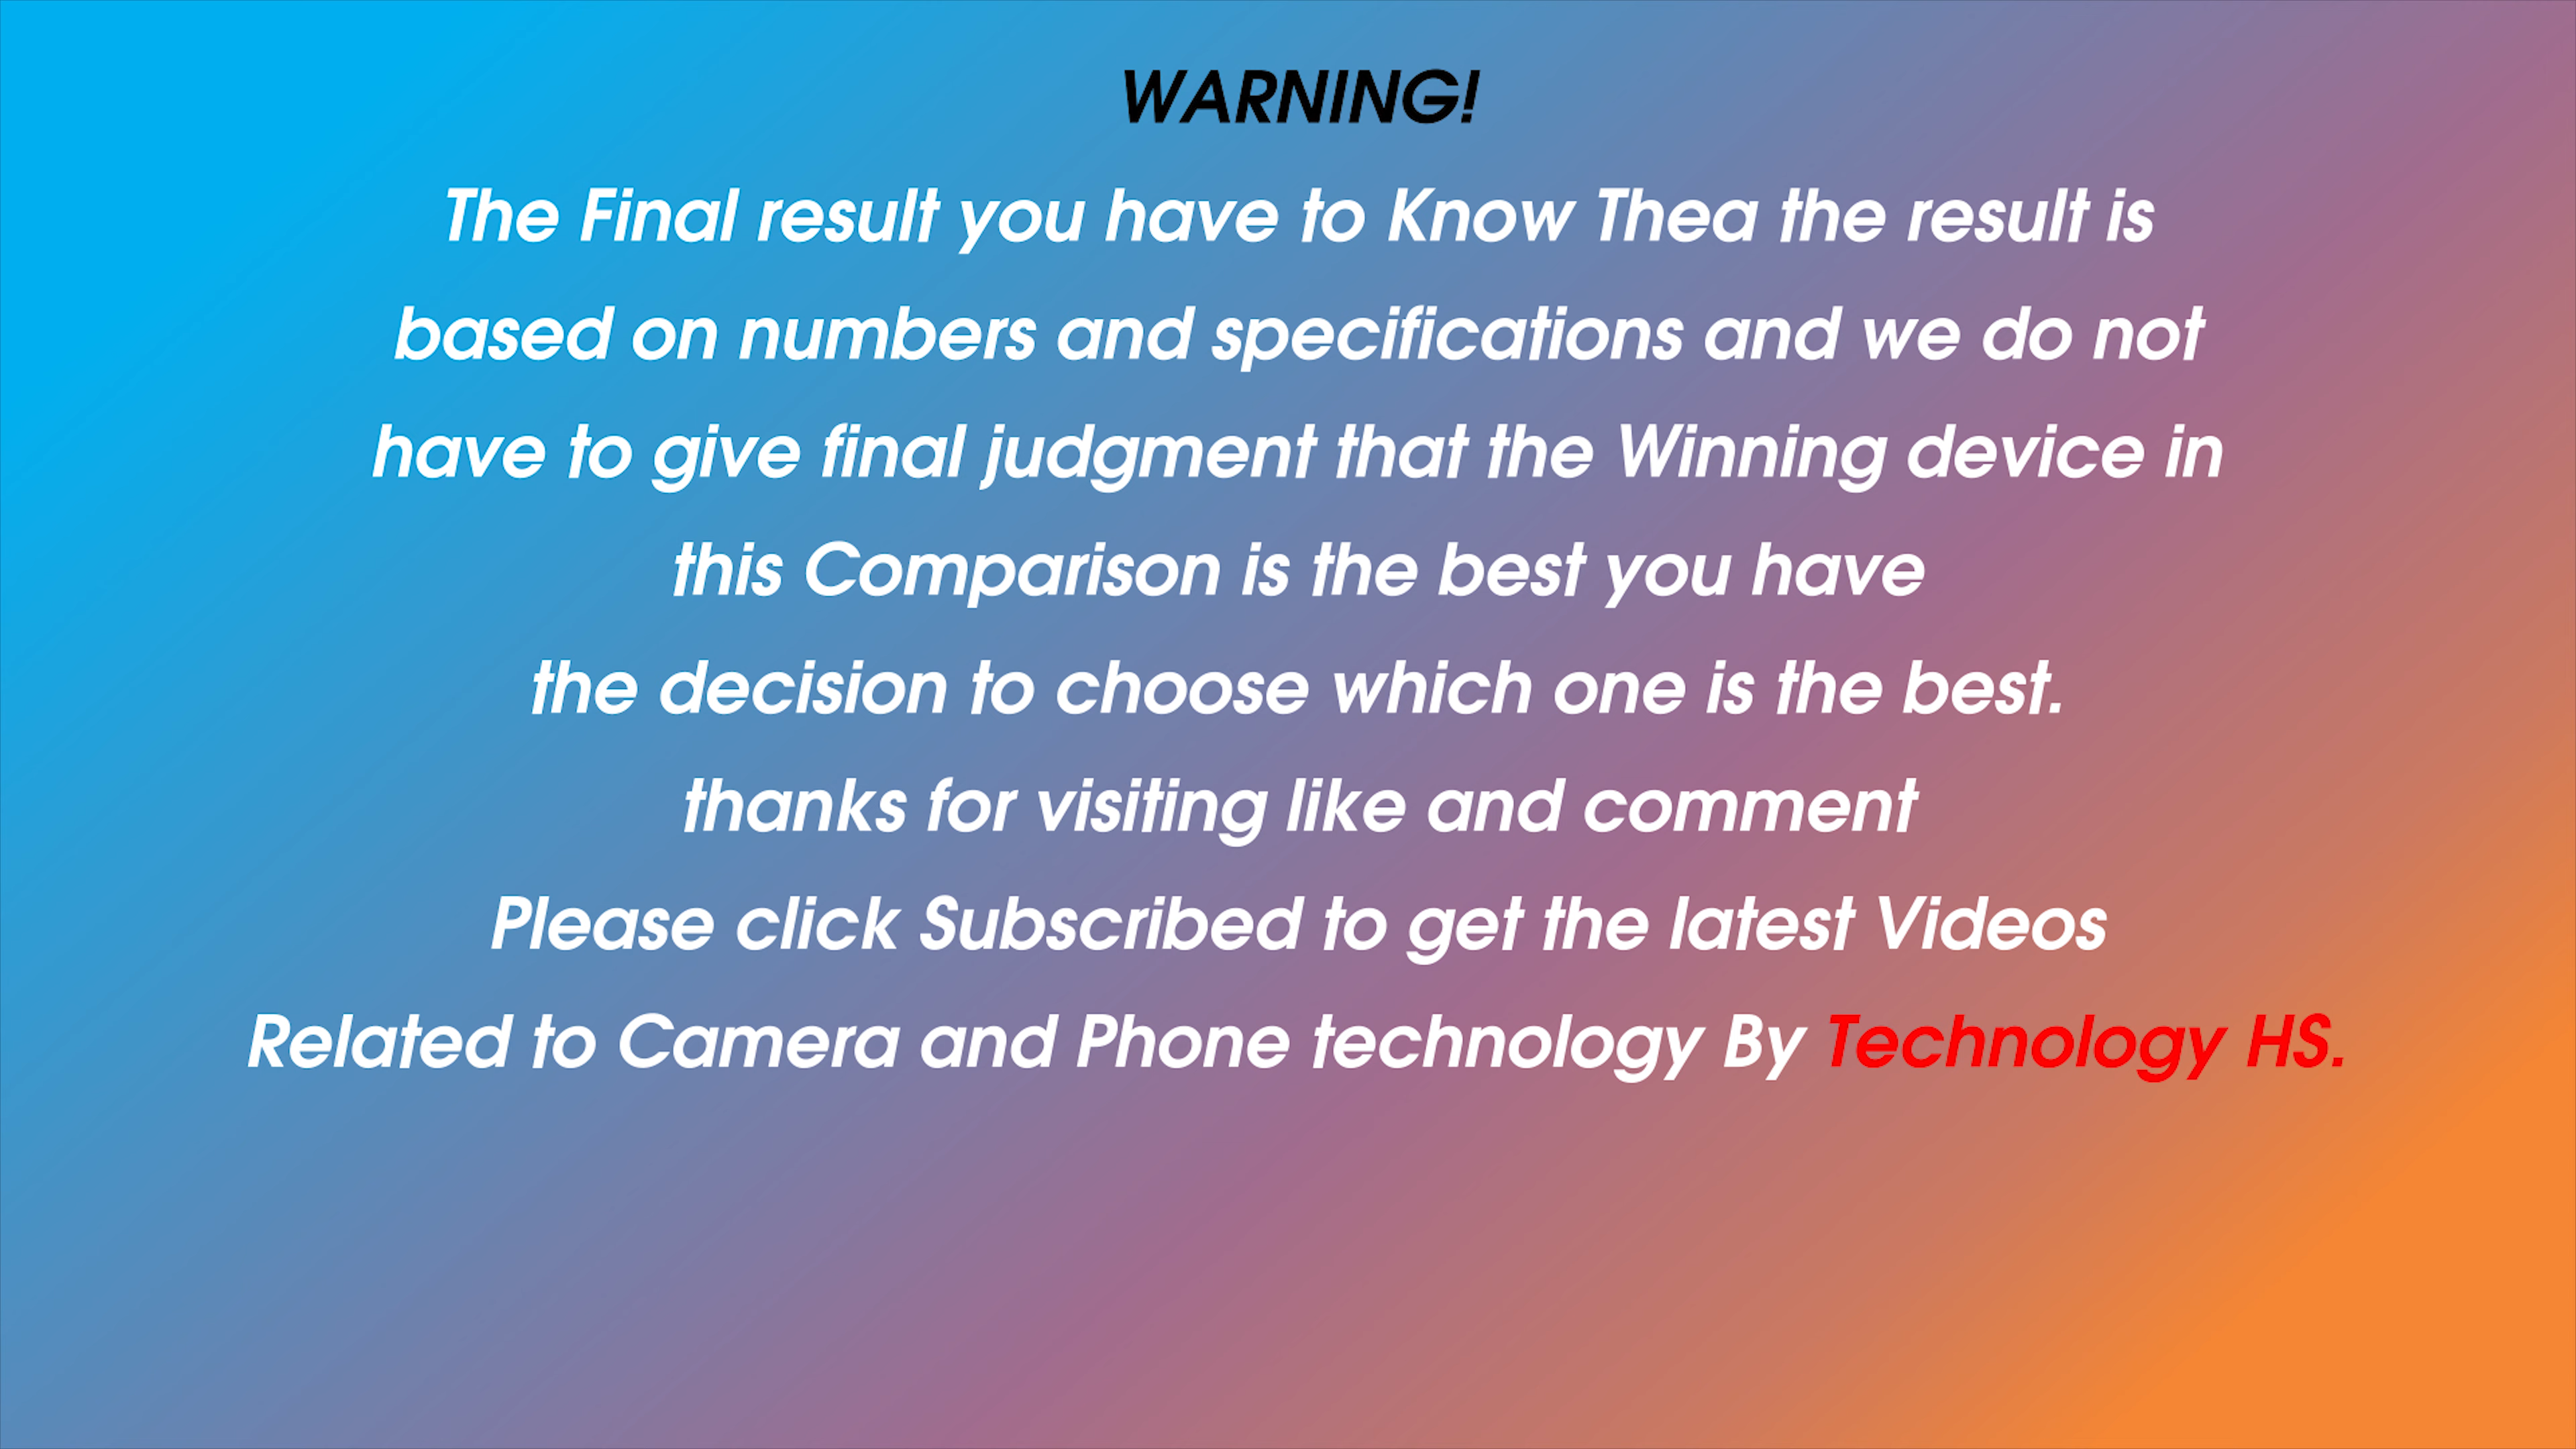 WARNING!
The Final result you have to Know Thea the result is
based on numbers and specifications and we do not
have to give final judgment that the Winning device in
this Comparison is the best you have
the decision to choose which one is the best.
thanks for visiting like and comment
Please click Subscribed to get the latest Videos
Related to Camera and Phone technology By Technology HS.